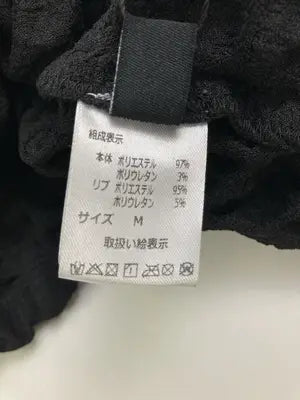 組成表示
本体 ポリエステル 97%
ポリウレタン 3%
リブ ポリエステル 95%
ポリウレタン 5%
サイズ M
取扱い絵表示